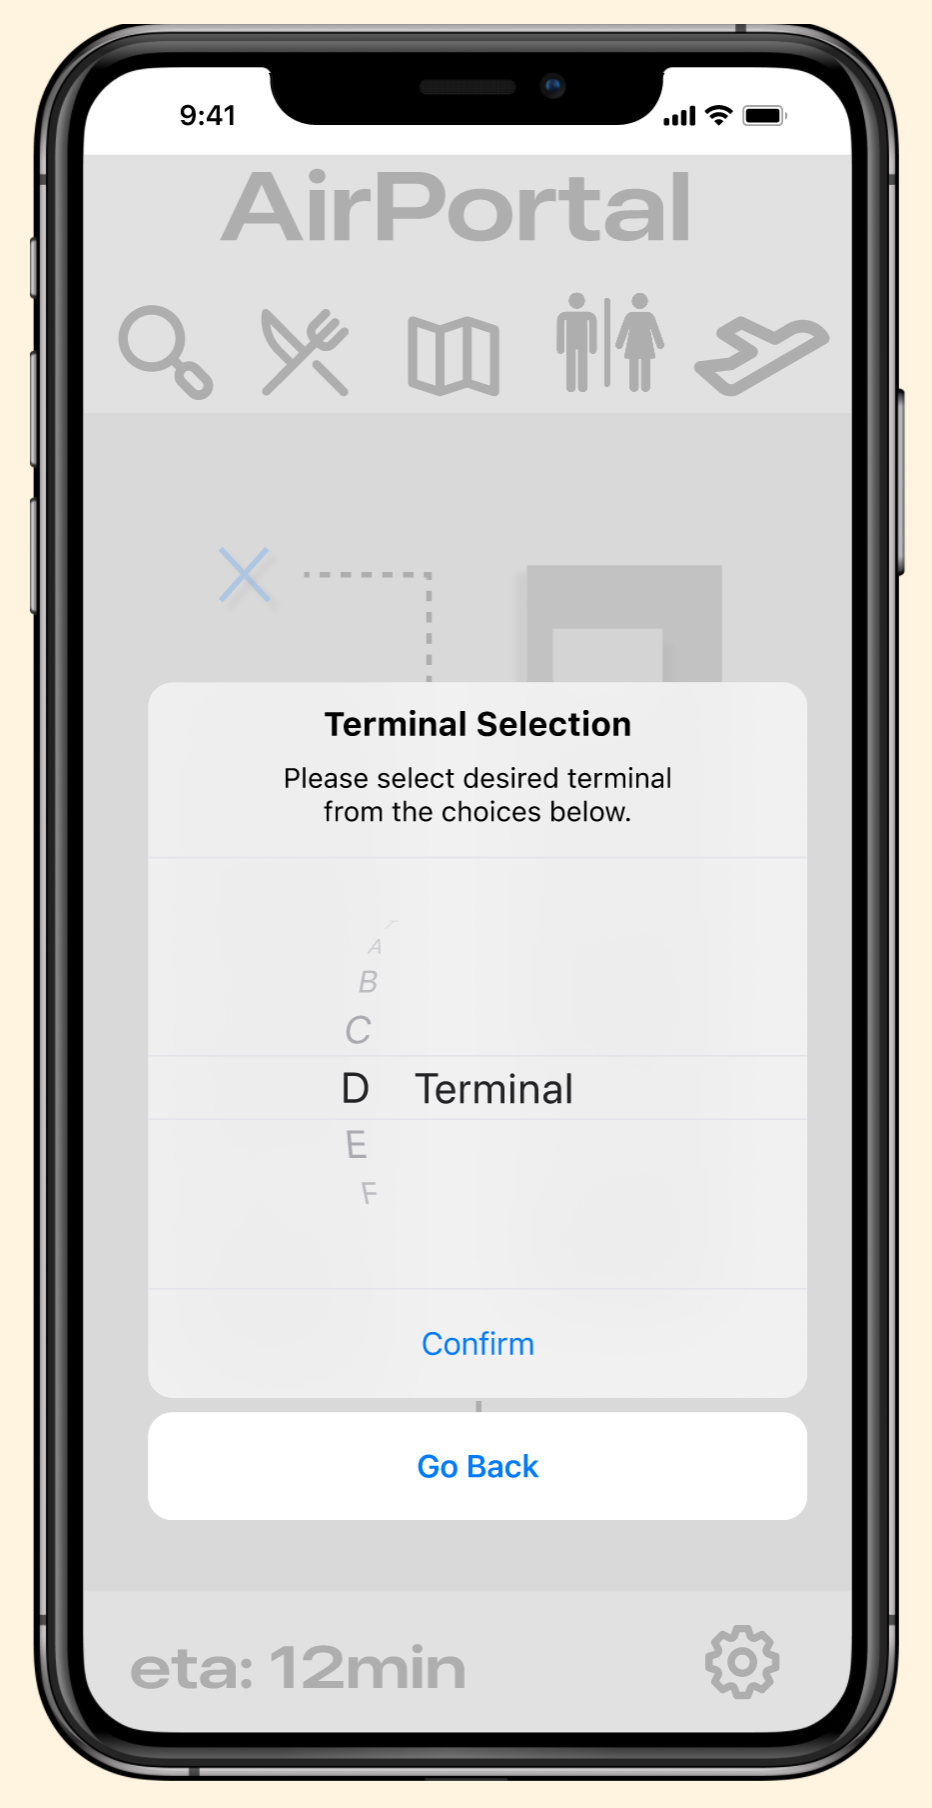 9:41
AirPortal
Terminal Selection
Please select desired terminal
from the choices below.
A
B
C
D Terminal
E
F
Confirm
Go Back
eta: 12min